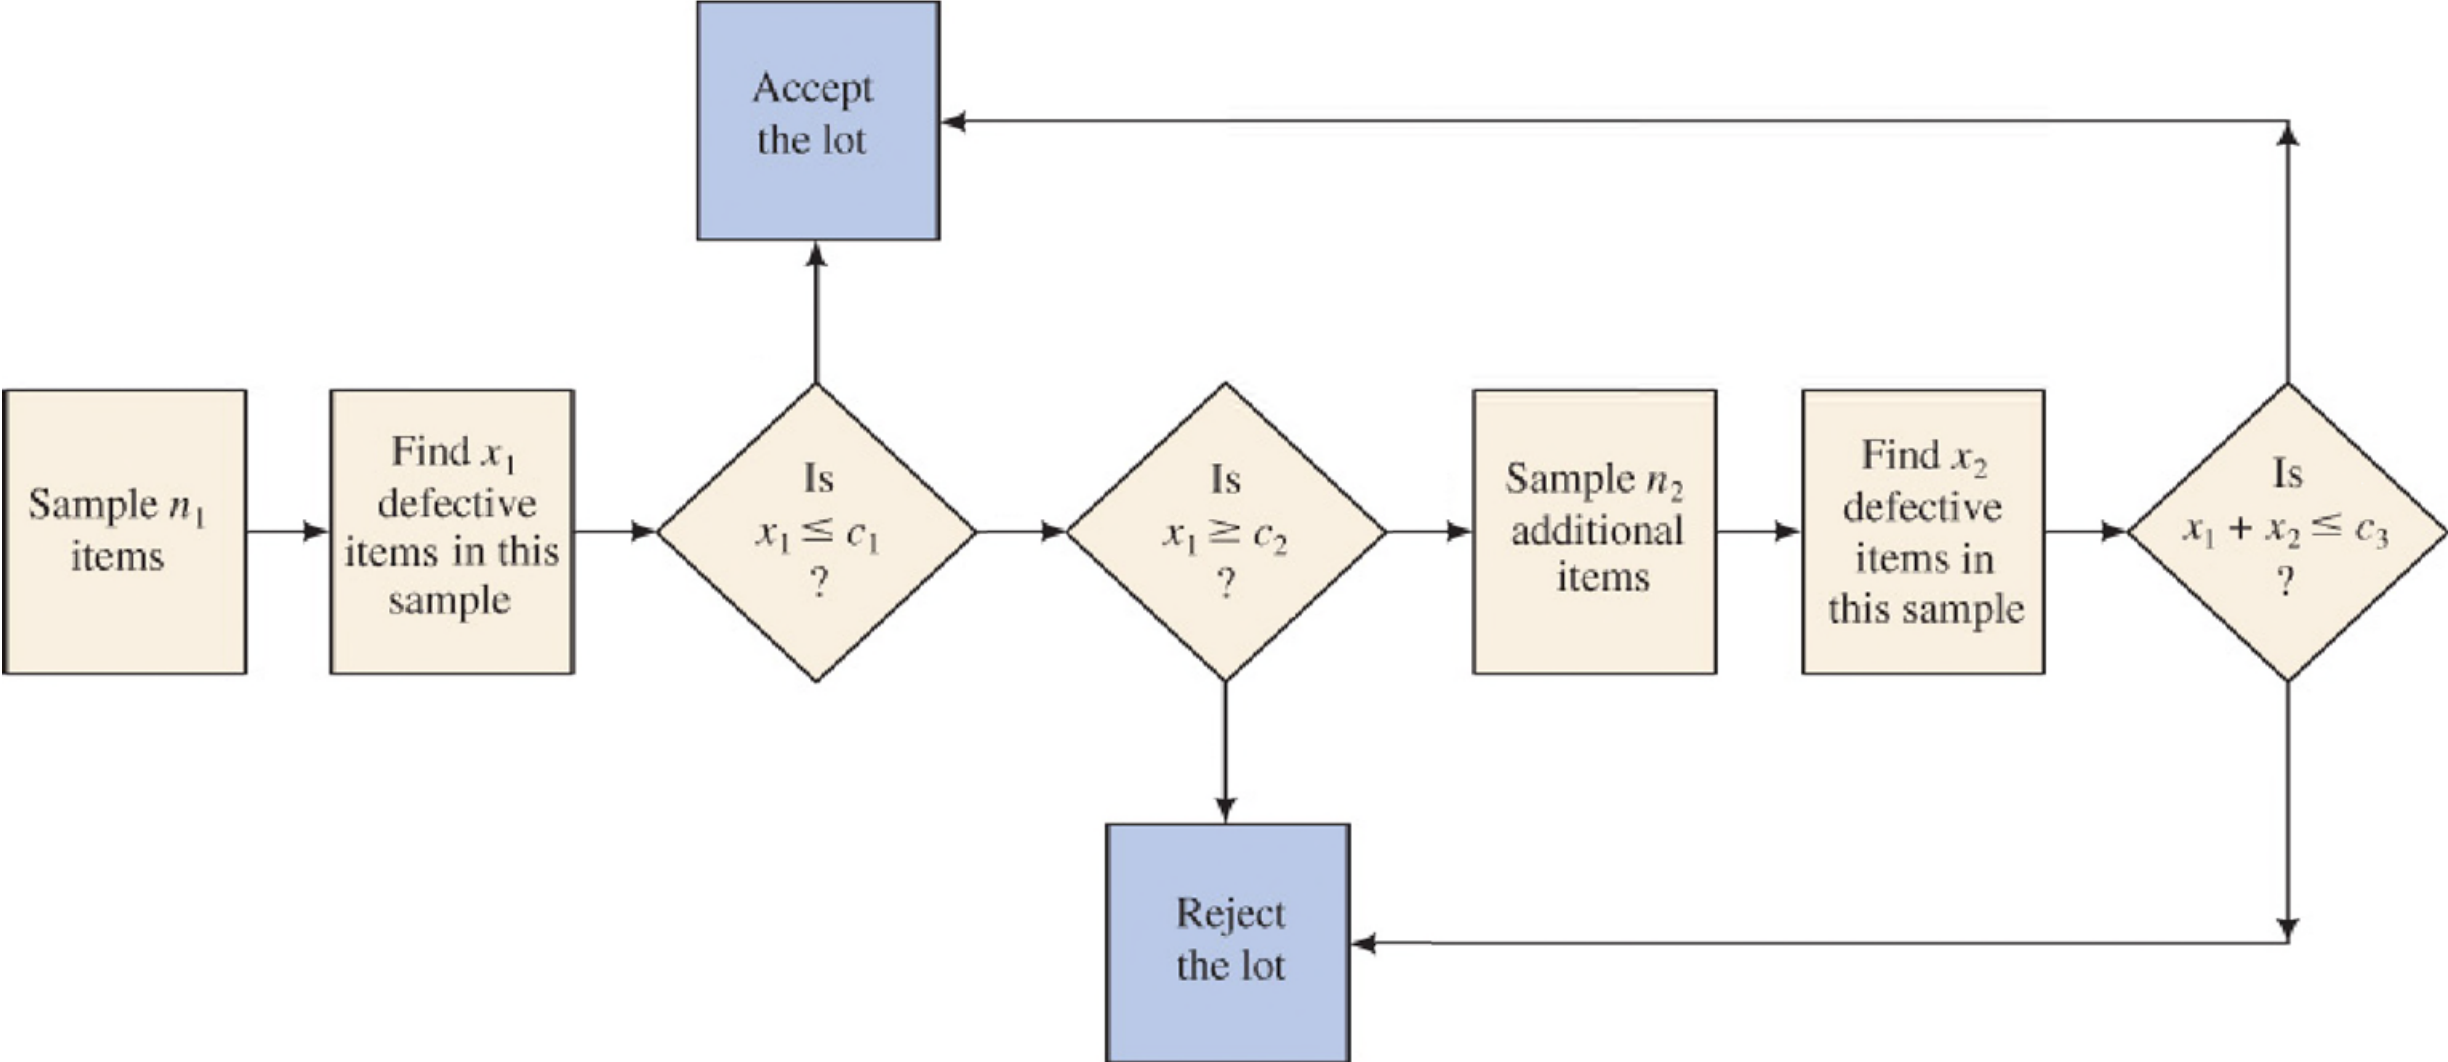 Accept
the lot
Sample n₁
items
Find x₁
defective
items in this
sample
Is
x₁ ≤ c₁
?
Is
x₁ ≥ c₂
?
Sample n₂
additional
items
Find x₂
defective
items in
this sample
Is
x₁ + x₂ ≤ c₃
?
Reject
the lot